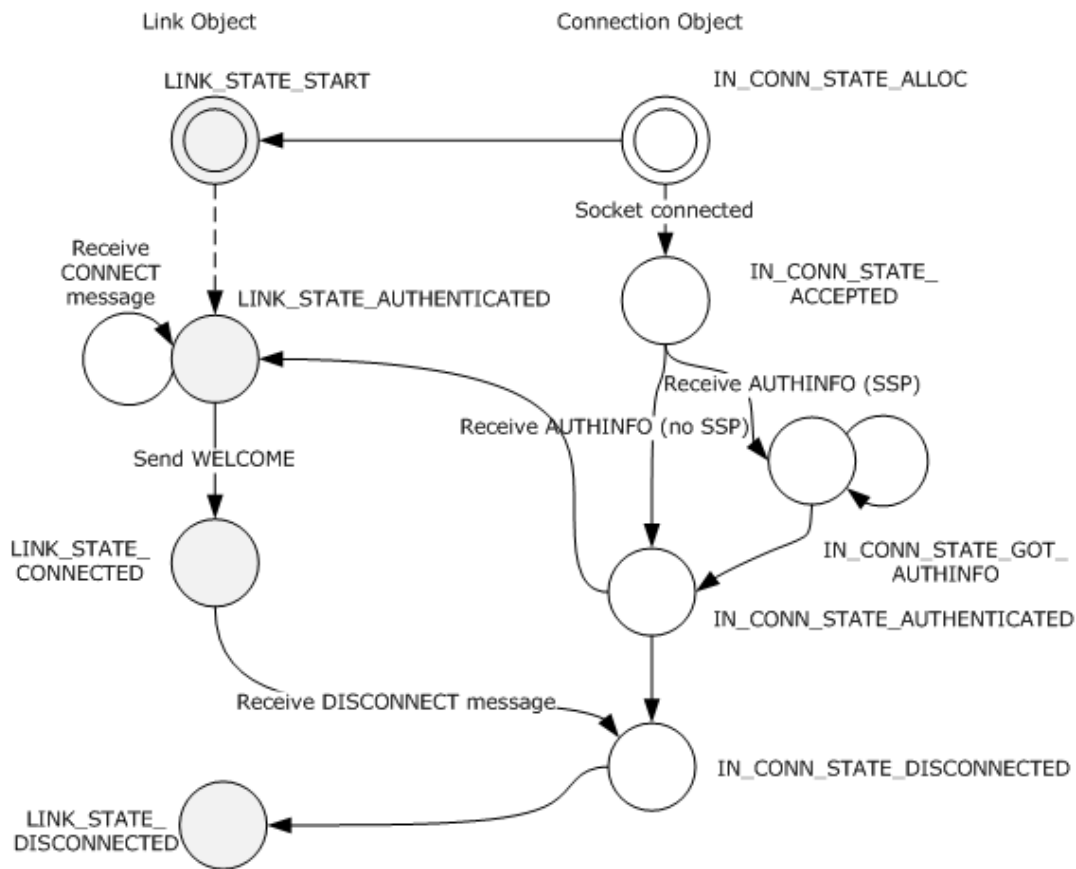 Link Object
Connection Object
LINK_STATE_START
IN_CONN_STATE_ALLOC
Socket connected
Receive
CONNECT
message
LINK_STATE_AUTHENTICATED
IN_CONN_STATE_
ACCEPTED
Receive AUTHINFO (SSP)
Receive AUTHINFO (no SSP)
Send WELCOME
LINK_STATE_
CONNECTED
IN_CONN_STATE_GOT_
AUTHINFO
IN_CONN_STATE_AUTHENTICATED
Receive DISCONNECT message
IN_CONN_STATE_DISCONNECTED
LINK_STATE_
DISCONNECTED